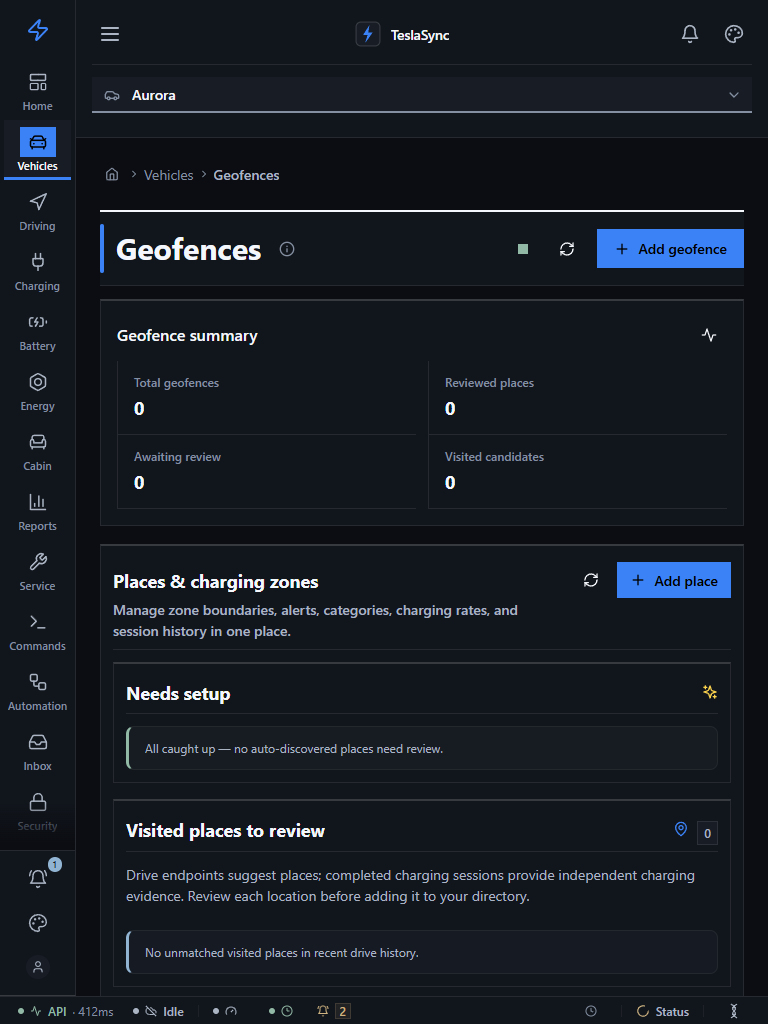 TeslaSync
Aurora
Home
Vehicles
Driving
Charging
Battery
Energy
Cabin
Reports
Service
Commands
Automation
Inbox
Security
1
Vehicles
Geofences
Geofences
Add geofence
Geofence summary
Total geofences
0
Reviewed places
0
Awaiting review
0
Visited candidates
0
Places & charging zones
Add place
Manage zone boundaries, alerts, categories, charging rates, and
session history in one place.
Needs setup
All caught up — no auto-discovered places need review.
Visited places to review
0
Drive endpoints suggest places; completed charging sessions provide independent charging
evidence. Review each location before adding it to your directory.
No unmatched visited places in recent drive history.
API · 412ms
Idle
2
Status